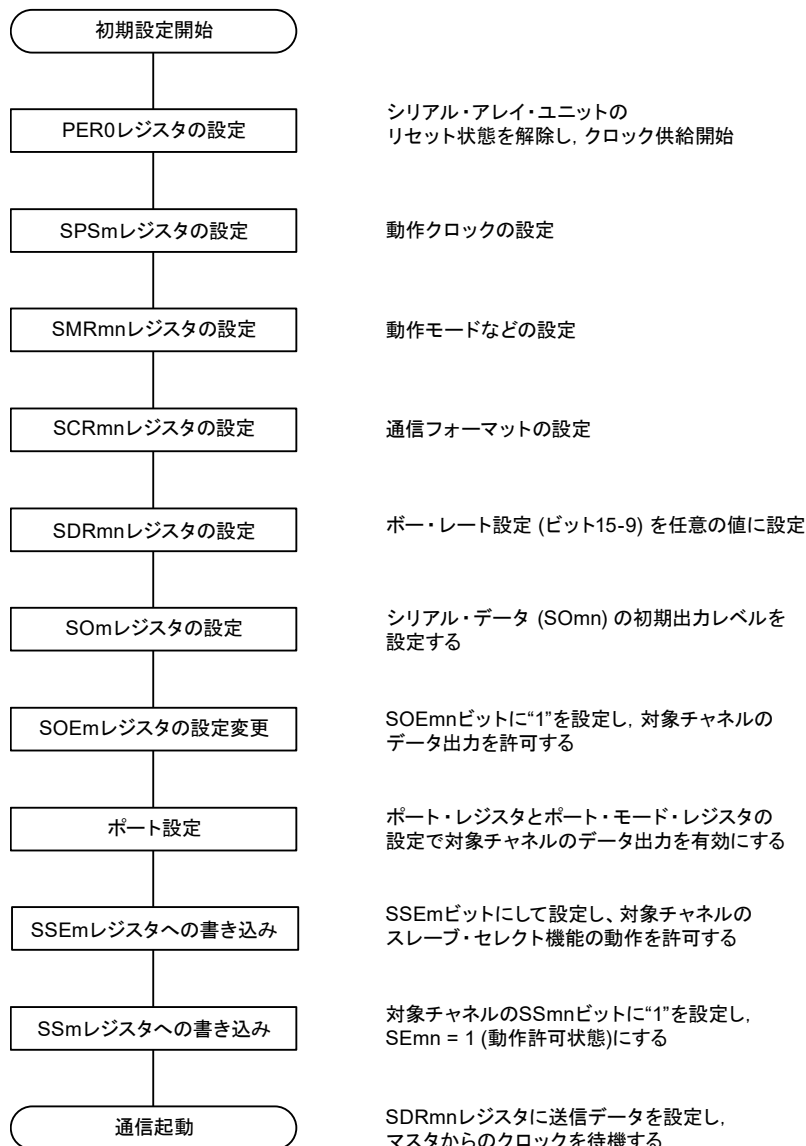 初期設定開始
PER0レジスタの設定
シリアル・アレイ・ユニットの
リセット状態を解除し, クロック供給開始
SPSmレジスタの設定
動作クロックの設定
SMRmnレジスタの設定
動作モードなどの設定
SCRmnレジスタの設定
通信フォーマットの設定
SDRmnレジスタの設定
ボー・レート設定 (ビット15-9) を任意の値に設定
SOmレジスタの設定
シリアル・データ (SOmn) の初期出力レベルを
設定する
SOEmレジスタの設定変更
SOEmnビットに“1”を設定し, 対象チャネルの
データ出力を許可する
ポート設定
ポート・レジスタとポート・モード・レジスタの
設定で対象チャネルのデータ出力を有効にする
SSEmレジスタへの書き込み
SSEmビットにして設定し、対象チャネルの
スレーブ・セレクト機能の動作を許可する
SSmレジスタへの書き込み
対象チャネルのSSmnビットに“1”を設定し,
SEmn = 1 (動作許可状態)にする
通信起動
SDRmnレジスタに送信データを設定し,
マスタからのクロックを待機する